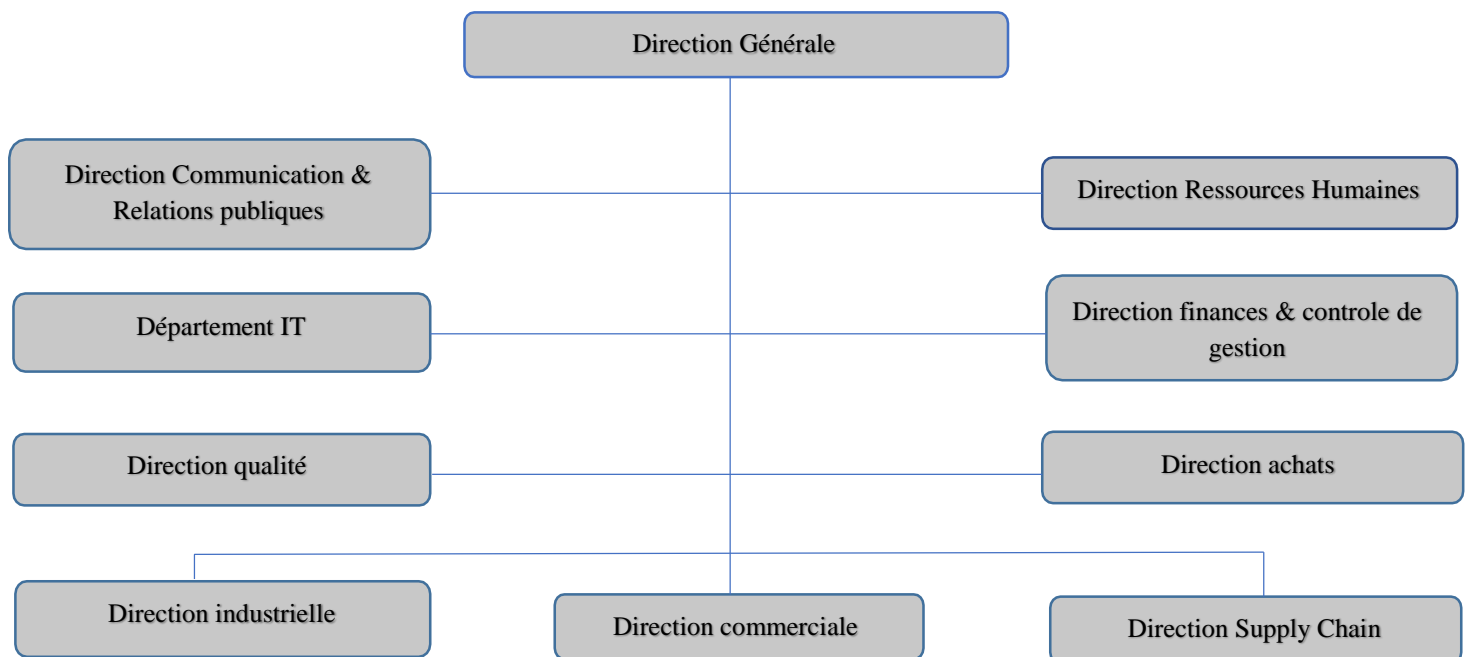 Direction Générale
Direction Communication &
Relations publiques
Direction Ressources Humaines
Département IT
Direction finances & controle de
gestion
Direction qualité
Direction achats
Direction industrielle
Direction commerciale
Direction Supply Chain